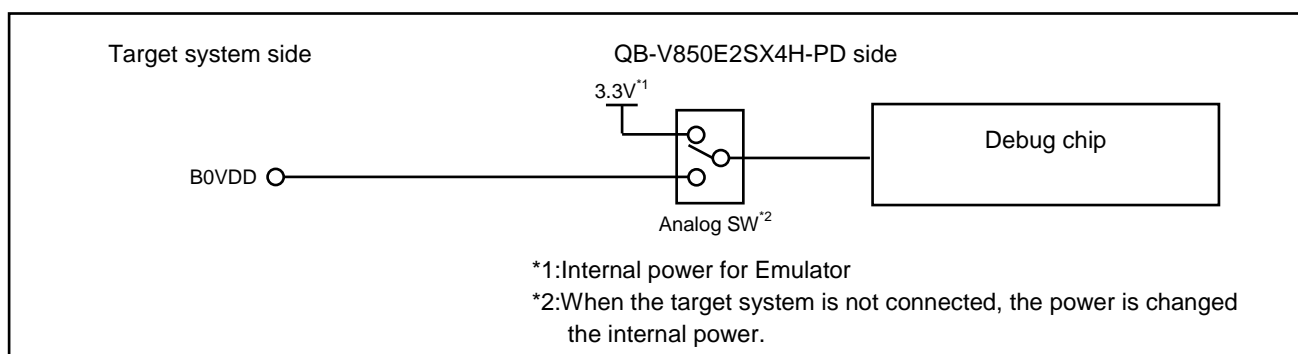 Target system side QB-V850E2SX4H-PD side
3.3V*1
Debug chip
B0VDD
Analog SW*2
*1:Internal power for Emulator
*2:When the target system is not connected, the power is changed
the internal power.